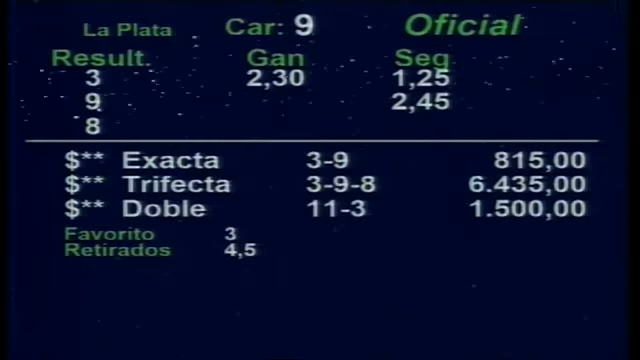 La Plata Car: 9 Oficial
Result. Gan Seg
3 2,30 1,25
9 2,45
8
$** Exacta 3-9 815,00
$** Trifecta 3-9-8 6.435,00
$** Doble 11-3 1.500,00
Favorito 3
Retirados 4,5